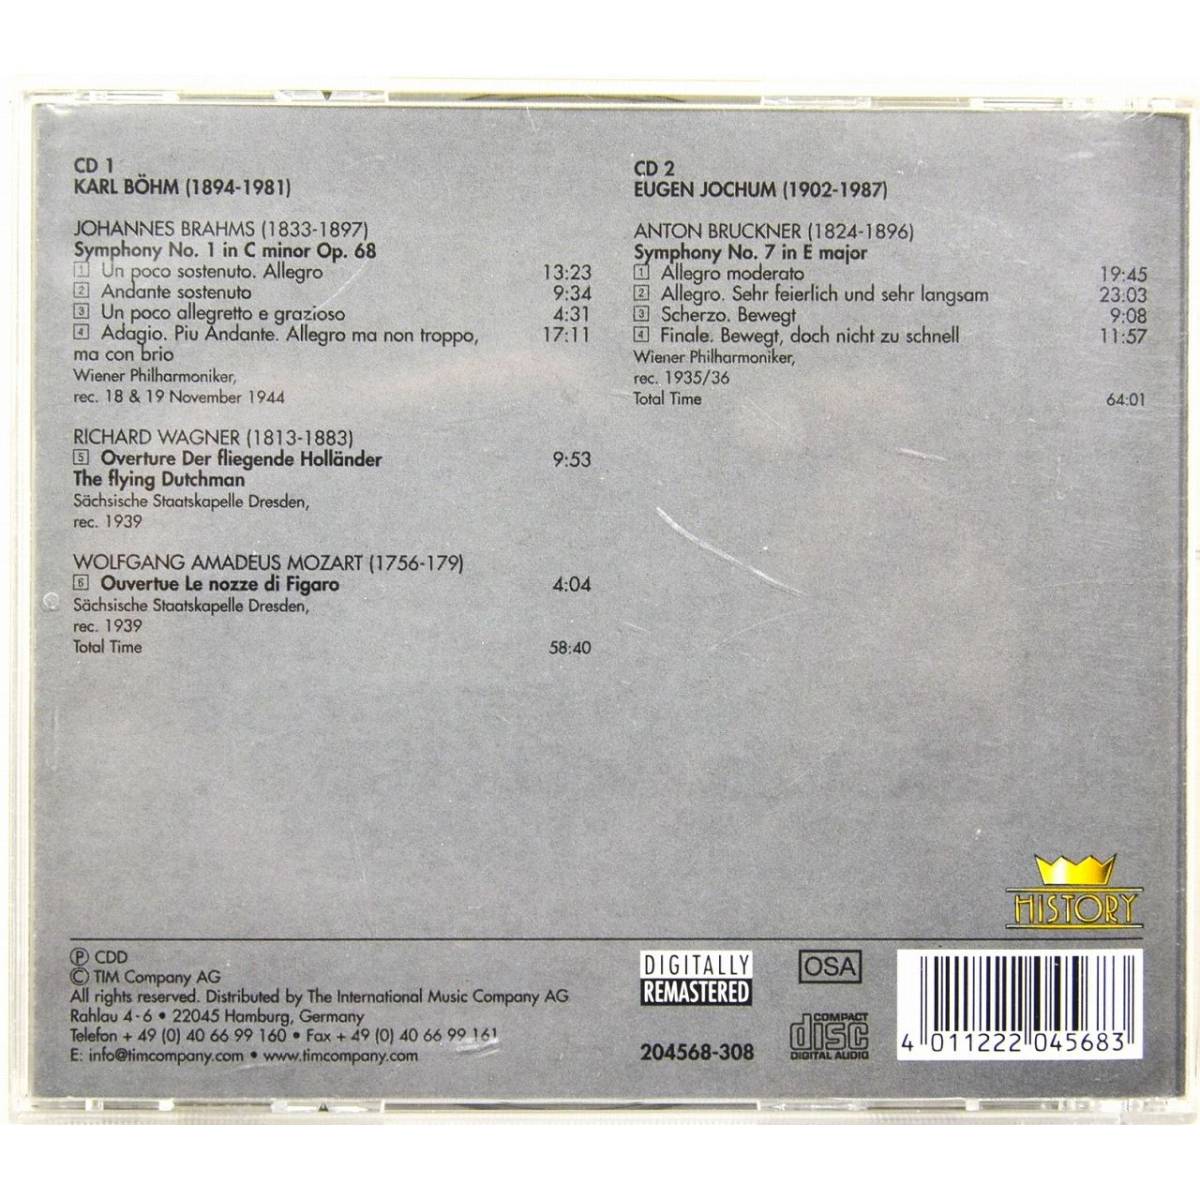 CD 1
KARL BÖHM (1894-1981)
JOHANNES BRAHMS (1833-1897)
Symphony No. 1 in C minor Op. 68
1 Un poco sostenuto. Allegro 13:23
2 Andante sostenuto 9:34
3 Un poco allegretto e grazioso 4:31
4 Adagio. Piu Andante. Allegro ma non troppo, 17:11
ma con brio
Wiener Philharmoniker,
rec. 18 & 19 November 1944
RICHARD WAGNER (1813-1883)
5 Overture Der fliegende Holländer 9:53
The flying Dutchman
Sächsische Staatskapelle Dresden,
rec. 1939
WOLFGANG AMADEUS MOZART (1756-179)
6 Ouvertue Le nozze di Figaro 4:04
Sächsische Staatskapelle Dresden,
rec. 1939
Total Time 58:40
CD 2
EUGEN JOCHUM (1902-1987)
ANTON BRUCKNER (1824-1896)
Symphony No. 7 in E major
1 Allegro moderato 19:45
2 Allegro. Sehr feierlich und sehr langsam 23:03
3 Scherzo. Bewegt 9:08
4 Finale. Bewegt, doch nicht zu schnell 11:57
Wiener Philharmoniker,
rec. 1935/36
Total Time 64:01
HISTORY
Ⓟ CDD
© TIM Company AG
All rights reserved. Distributed by The International Music Company AG
Rahlau 4-6 • 22045 Hamburg, Germany
Telefon + 49 (0) 40 66 99 160 • Fax + 49 (0) 40 66 99 161
E: info@timcompany.com • www.timcompany.com
DIGITALLY
REMASTERED
204568-308
OSA
COMPACT
disc
DIGITAL AUDIO
4 011222 045683